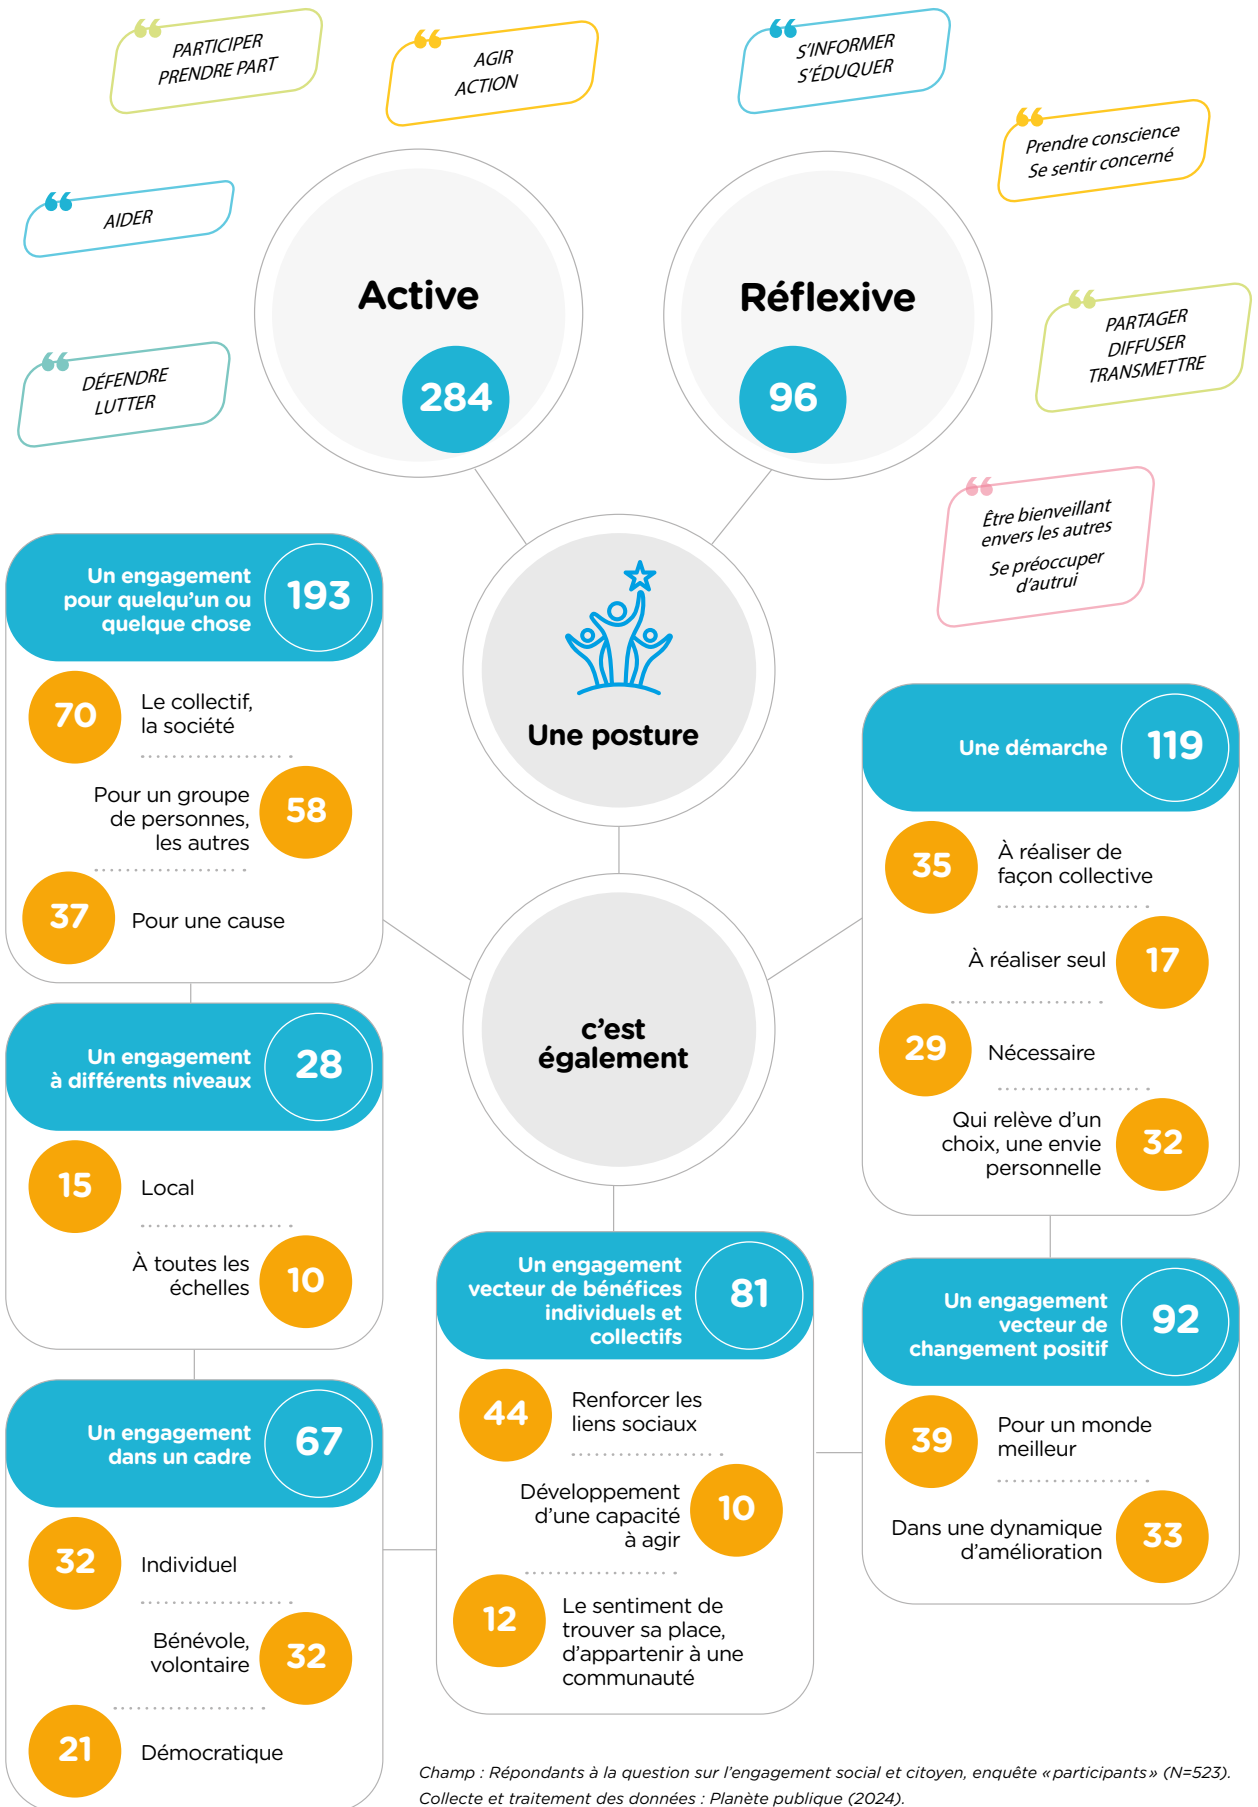 PARTICIPER
PRENDRE PART
AGIR
ACTION
S'INFORMER
S'ÉDUQUER
Prendre conscience
Se sentir concerné
AIDER
DÉFENDRE
LUTTER
PARTAGER
DIFFUSER
TRANSMETTRE
Être bienveillant
envers les autres
Se préoccuper
d'autrui
Active
284
Réflexive
96
Une posture
c'est
également
Un engagement
pour quelqu'un ou
quelque chose
193
70
Le collectif,
la société
Pour un groupe
de personnes,
les autres
58
37
Pour une cause
Un engagement
à différents niveaux
28
15
Local
À toutes les
échelles
10
Un engagement
dans un cadre
67
32
Individuel
Bénévole,
volontaire
32
21
Démocratique
Un engagement
vecteur de bénéfices
individuels et
collectifs
81
44
Renforcer les
liens sociaux
Développement
d'une capacité
à agir
10
12
Le sentiment de
trouver sa place,
d'appartenir à une
communauté
Une démarche
119
35
À réaliser de
façon collective
À réaliser seul
17
29
Nécessaire
Qui relève d'un
choix, une envie
personnelle
32
Un engagement
vecteur de
changement positif
92
39
Pour un monde
meilleur
Dans une dynamique
d'amélioration
33
Champ : Répondants à la question sur l'engagement social et citoyen, enquête «participants» (N=523).
Collecte et traitement des données : Planète publique (2024).